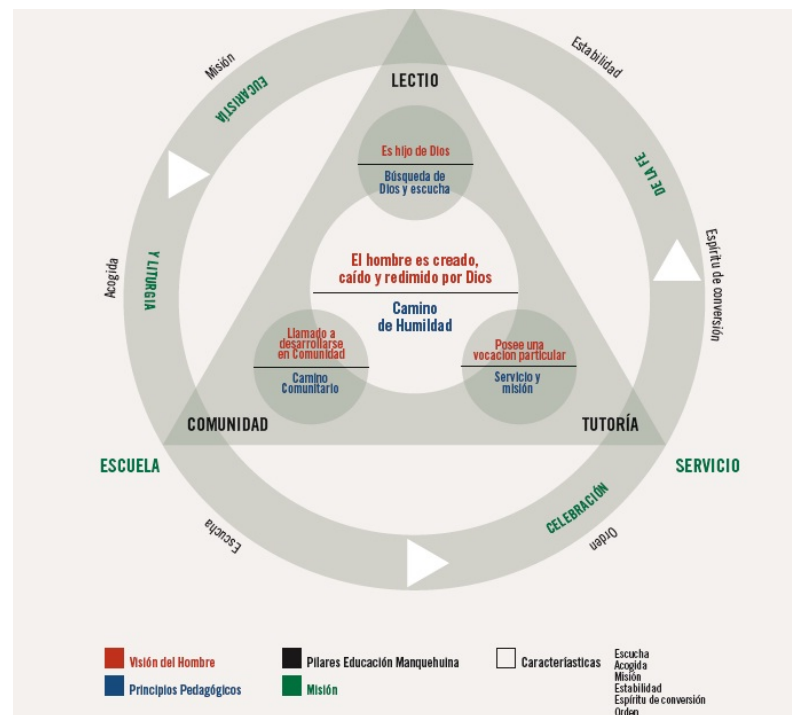 Misión
Estabilidad
EUCARISTÍA
LECTIO
DE LA FE
Es hijo de Dios
Búsqueda de
Dios y escucha
Acogida
Y LITURGIA
Espíritu de conversión
El hombre es creado,
caído y redimido por Dios
Camino
de Humildad
Llamado a
desarrollarse
en Comunidad
Camino
Comunitario
Posee una
vocacion particular
Servicio y
misión
COMUNIDAD
TUTORÍA
ESCUELA
SERVICIO
CELEBRACIÓN
Escucha
Orden
Visión del Hombre
Principios Pedagógicos
Pilares Educación Manquehuina
Misión
Caracteríasticas
Escucha
Acogida
Misión
Estabilidad
Espíritu de conversión
Orden